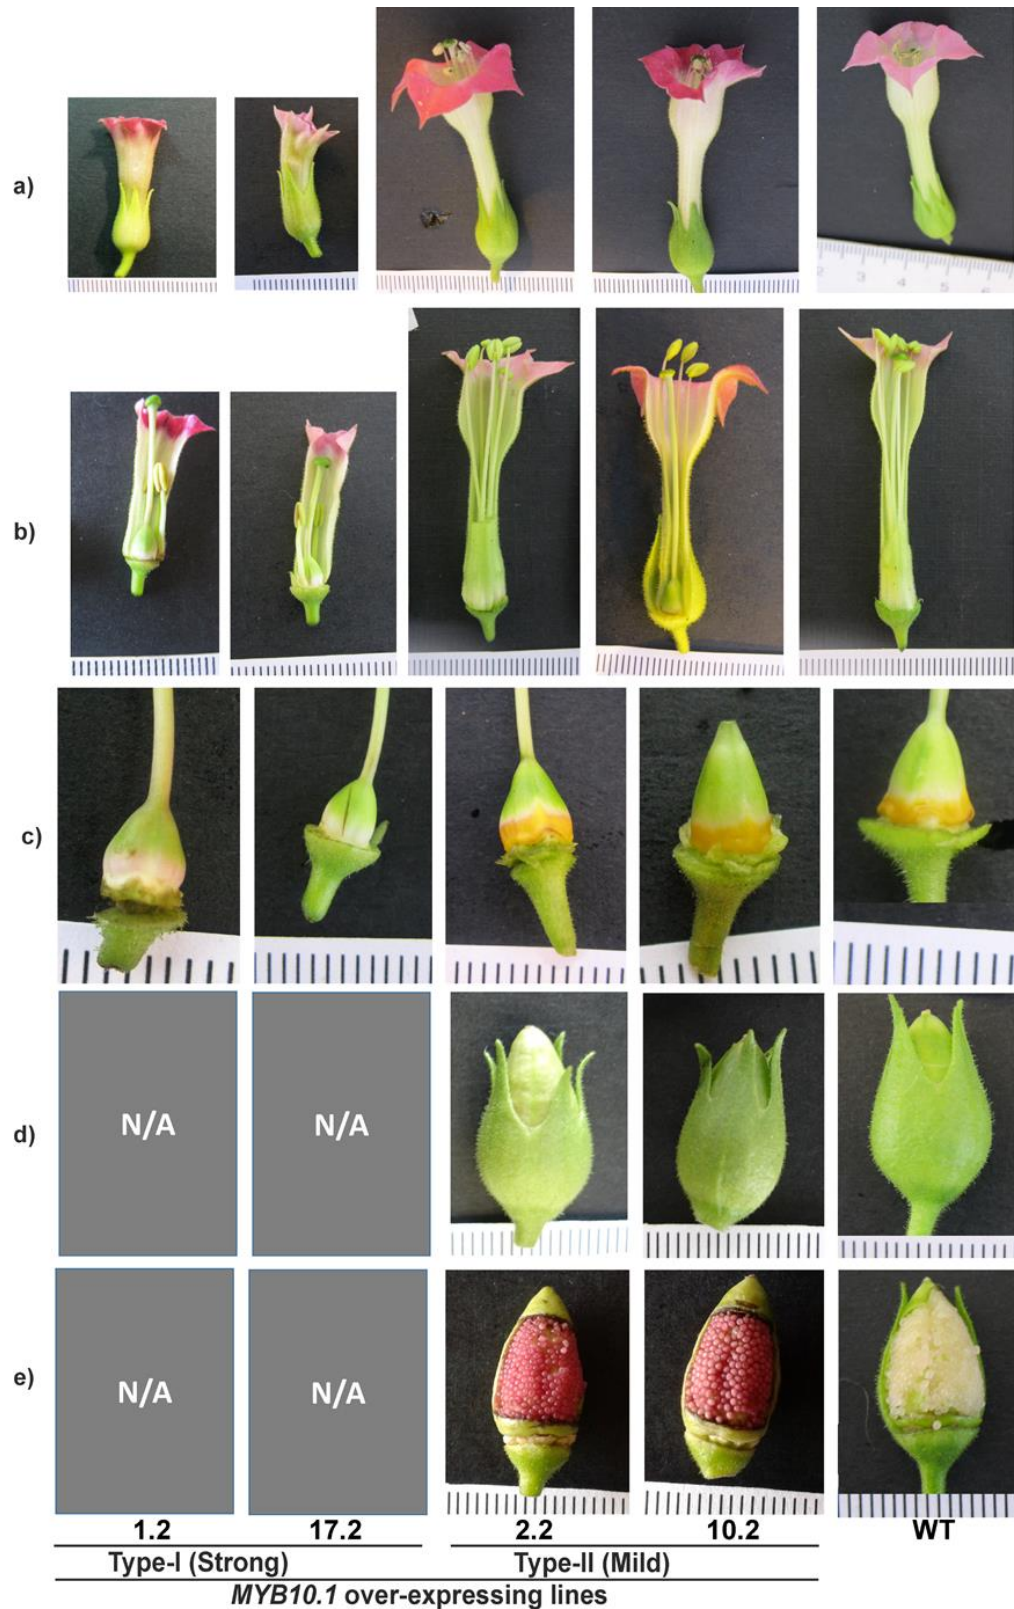 a)
b)
c)
d)
N/A
N/A
e)
N/A
N/A
1.2 17.2 2.2 10.2 WT
Type-I (Strong) Type-II (Mild)
MYB10.1 over-expressing lines